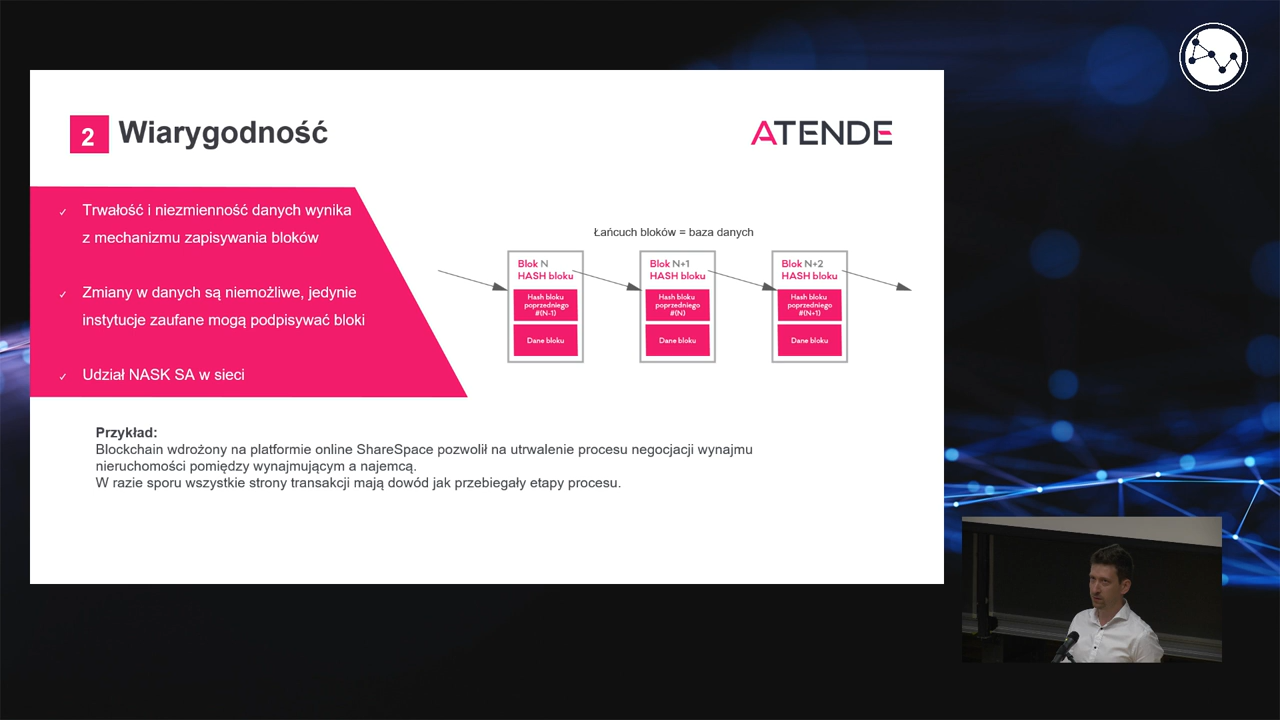 2 Wiarygodność
ATENDE
✓ Trwałość i niezmienność danych wynika
z mechanizmu zapisywania bloków
✓ Zmiany w danych są niemożliwe, jedynie
instytucje zaufane mogą podpisywać bloki
✓ Udział NASK SA w sieci
Łańcuch bloków = baza danych
Blok N
HASH bloku
Hash bloku
poprzedniego
#(N-1)
Dane bloku
Blok N+1
HASH bloku
Hash bloku
poprzedniego
#(N)
Dane bloku
Blok N+2
HASH bloku
Hash bloku
poprzedniego
#(N+1)
Dane bloku
Przykład:
Blockchain wdrożony na platformie online ShareSpace pozwolił na utrwalenie procesu negocjacji wynajmu
nieruchomości pomiędzy wynajmującym a najemcą.
W razie sporu wszystkie strony transakcji mają dowód jak przebiegały etapy procesu.